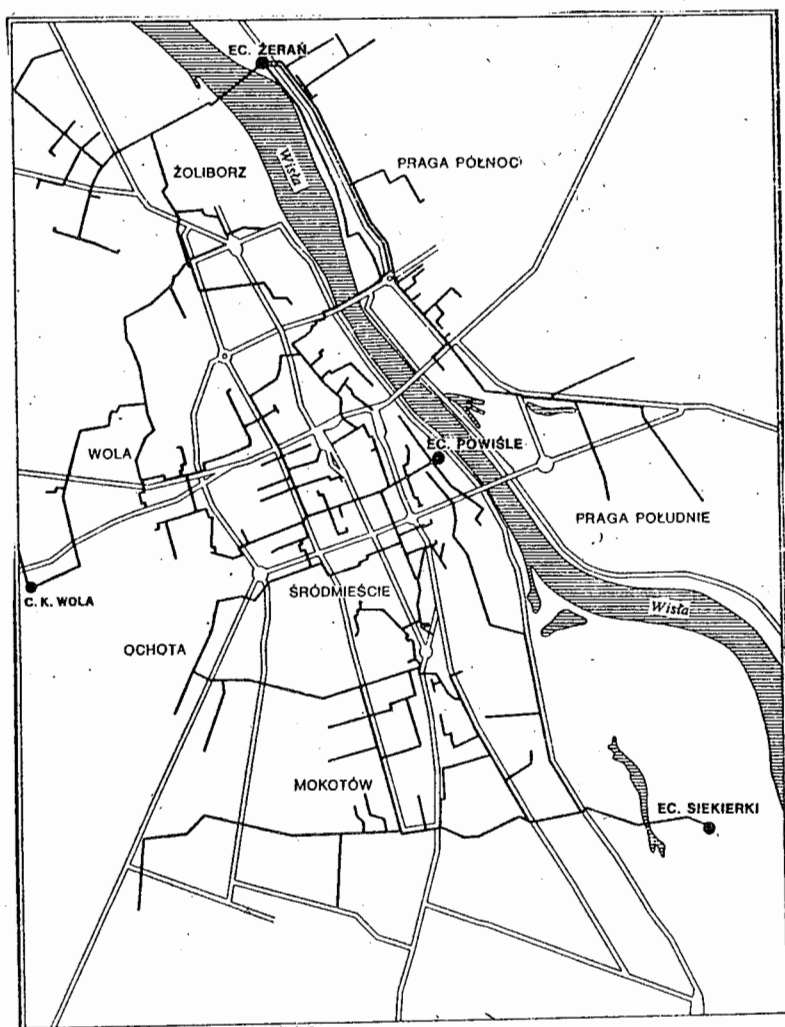 EC. ŻERAŃ
Wisła
PRAGA PÓŁNOC
ŻOLIBORZ
WOLA
EC. POWIŚLE
PRAGA POŁUDNIE
C. K. WOLA
ŚRÓDMIEŚCIE
Wisła
OCHOTA
MOKOTÓW
EC. SIEKIERKI